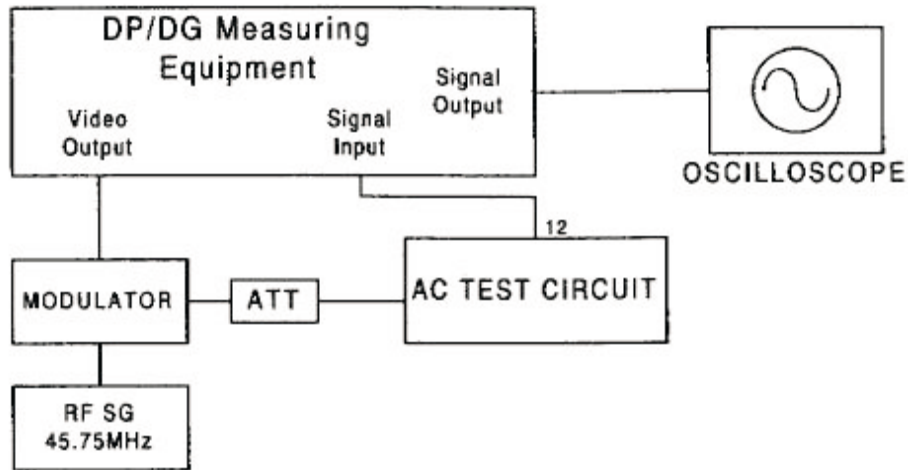 DP/DG Measuring
Equipment
Signal
Output
Video
Output
Signal
Input
OSCILLOSCOPE
12
MODULATOR
ATT
AC TEST CIRCUIT
RF SG
45.75MHz